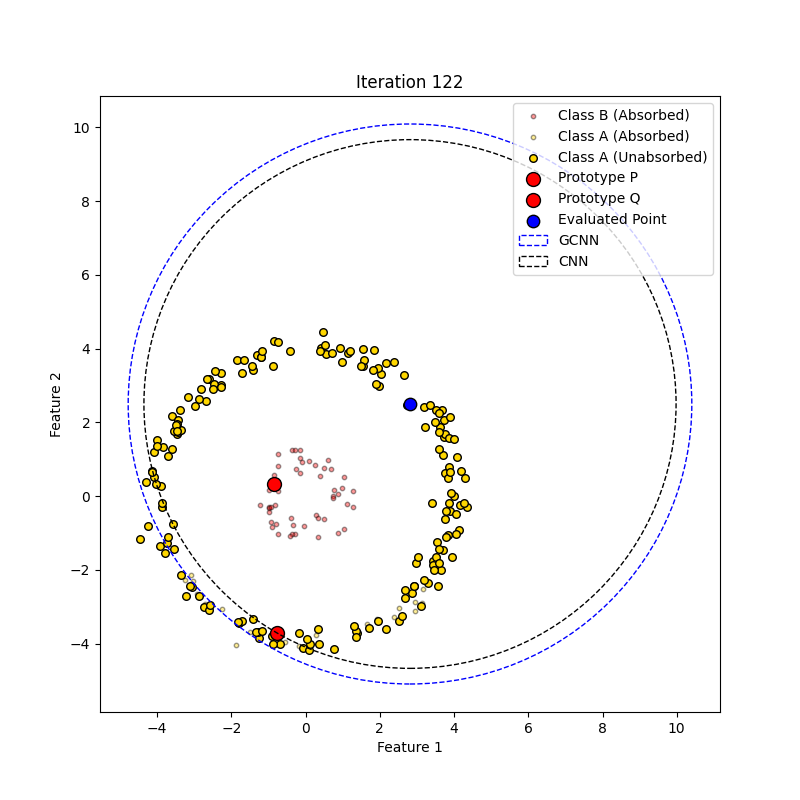 Iteration 122
Class B (Absorbed)
Class A (Absorbed)
Class A (Unabsorbed)
Prototype P
Prototype Q
Evaluated Point
GCNN
CNN
10
8
6
4
2
0
−2
−4
Feature 2
−4 −2 0 2 4 6 8 10
Feature 1